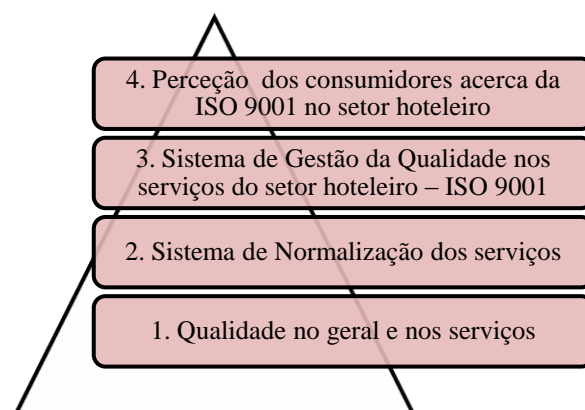 4. Perceção dos consumidores acerca da
ISO 9001 no setor hoteleiro
3. Sistema de Gestão da Qualidade nos
serviços do setor hoteleiro – ISO 9001
2. Sistema de Normalização dos serviços
1. Qualidade no geral e nos serviços